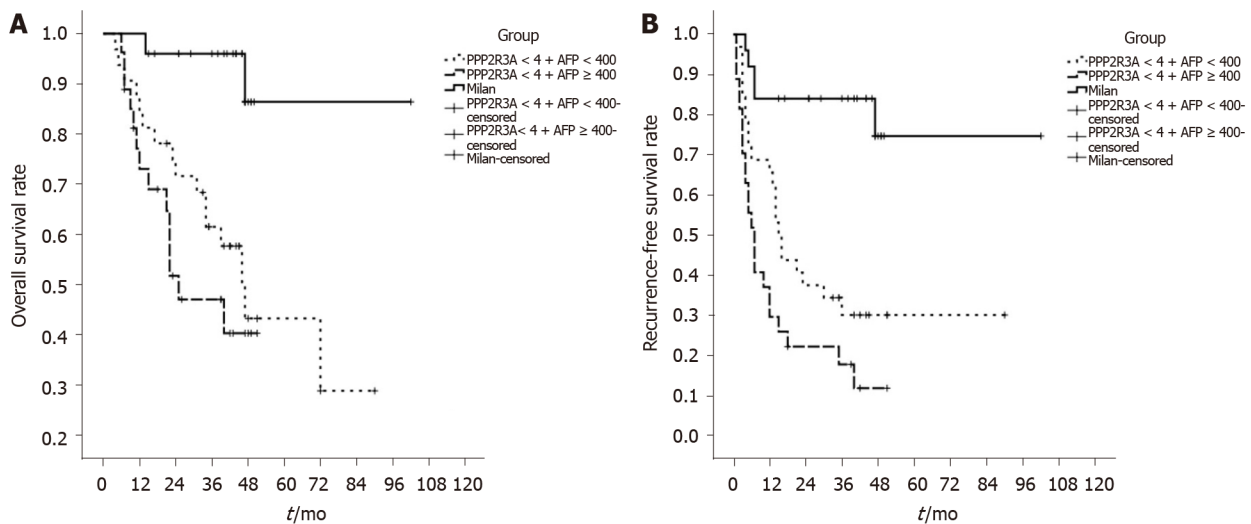 A
Group
PPP2R3A < 4 + AFP < 400
PPP2R3A < 4 + AFP ≥ 400
Milan
PPP2R3A < 4 + AFP < 400-
censored
PPP2R3A< 4 + AFP ≥ 400-
censored
Milan-censored
Overall survival rate
1.0
0.9
0.8
0.7
0.6
0.5
0.4
0.3
0.2
0 12 24 36 48 60 72 84 96 108 120
t/mo
B
Group
PPP2R3A < 4 + AFP < 400
PPP2R3A < 4 + AFP ≥ 400
Milan
PPP2R3A < 4 + AFP < 400-
censored
PPP2R3A < 4 + AFP ≥ 400-
censored
Milan-censored
Recurrence-free survival rate
1.0
0.9
0.8
0.7
0.6
0.5
0.4
0.3
0.2
0.1
0.0
0 12 24 36 48 60 72 84 96 108 120
t/mo